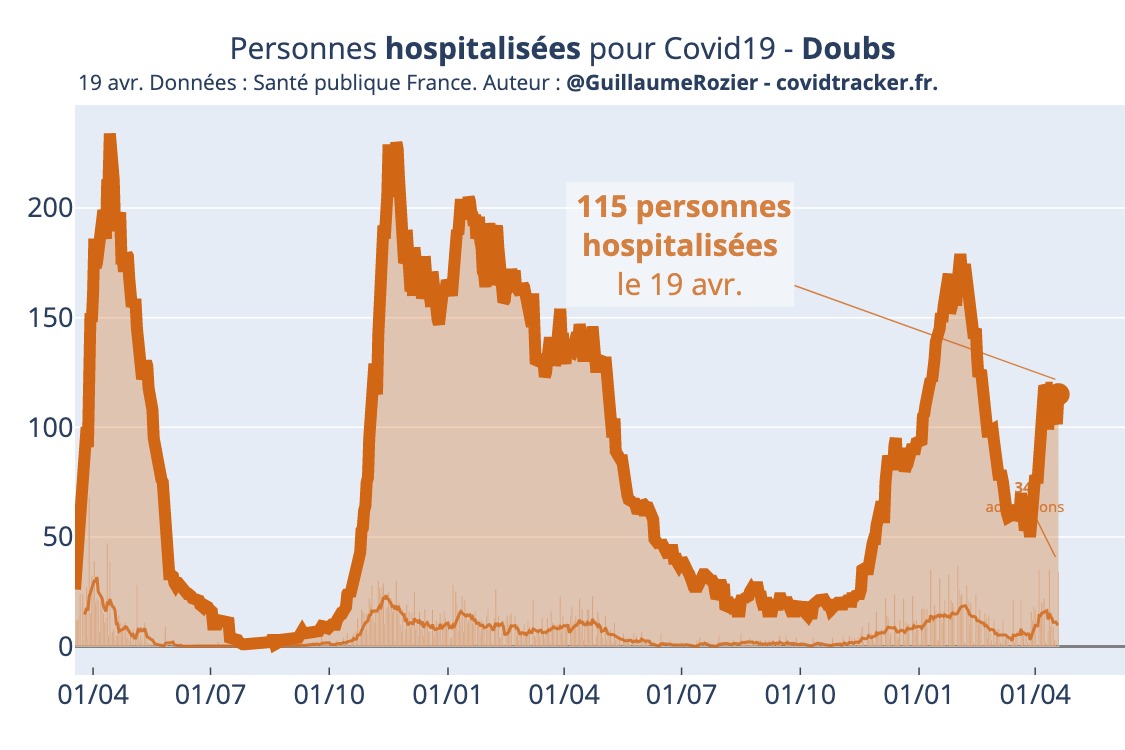 Personnes hospitalisées pour Covid19 - Doubs
19 avr. Données : Santé publique France. Auteur : @GuillaumeRozier - covidtracker.fr.
200
150
100
50
0
115 personnes
hospitalisées
le 19 avr.
34
01/04 01/07 01/10 01/01 01/04 01/07 01/10 01/01 01/04